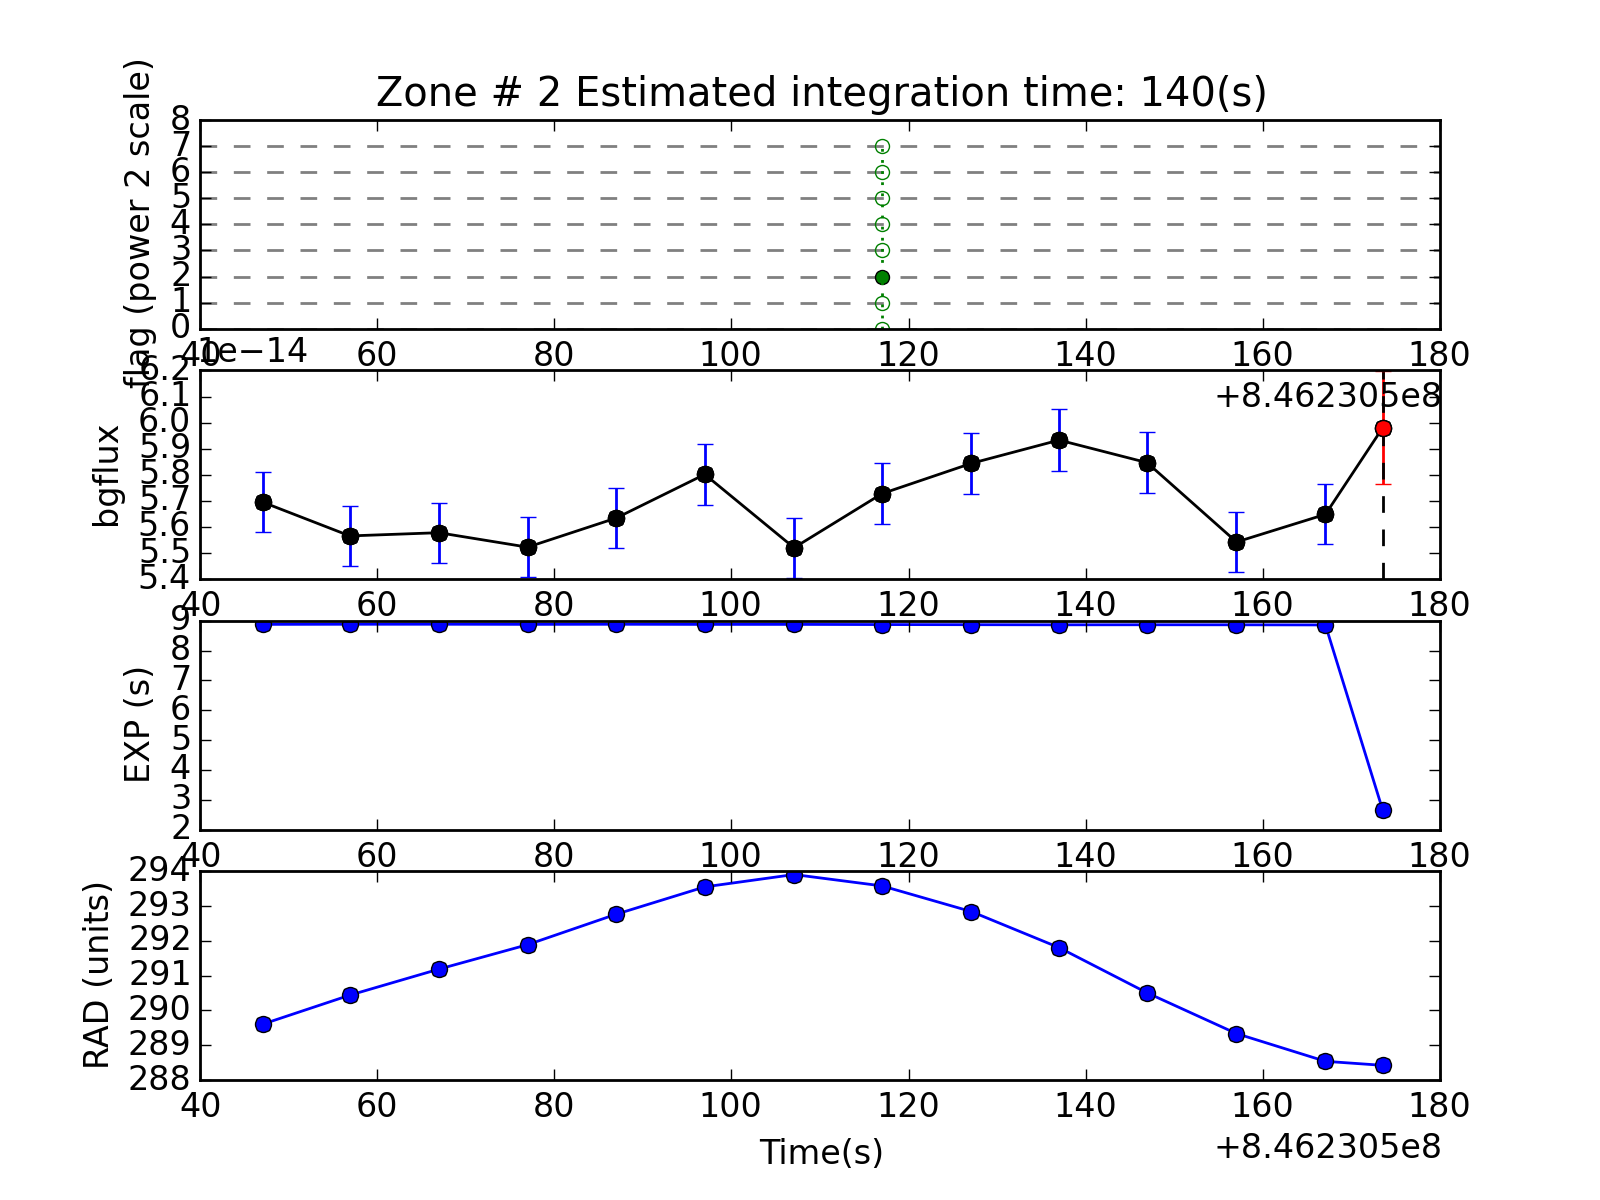 Zone # 2 Estimated integration time: 140(s)
flag (power 2 scale)
8
7
6
5
4
3
2
1
0
40 60 80 100 120 140 160 180
1e−14
+8.462305e8
bgflux
6.2
6.1
6.0
5.9
5.8
5.7
5.6
5.5
5.4
40 60 80 100 120 140 160 180
EXP (s)
9
8
7
6
5
4
3
2
40 60 80 100 120 140 160 180
RAD (units)
294
293
292
291
290
289
288
40 60 80 100 120 140 160 180
Time(s)
+8.462305e8